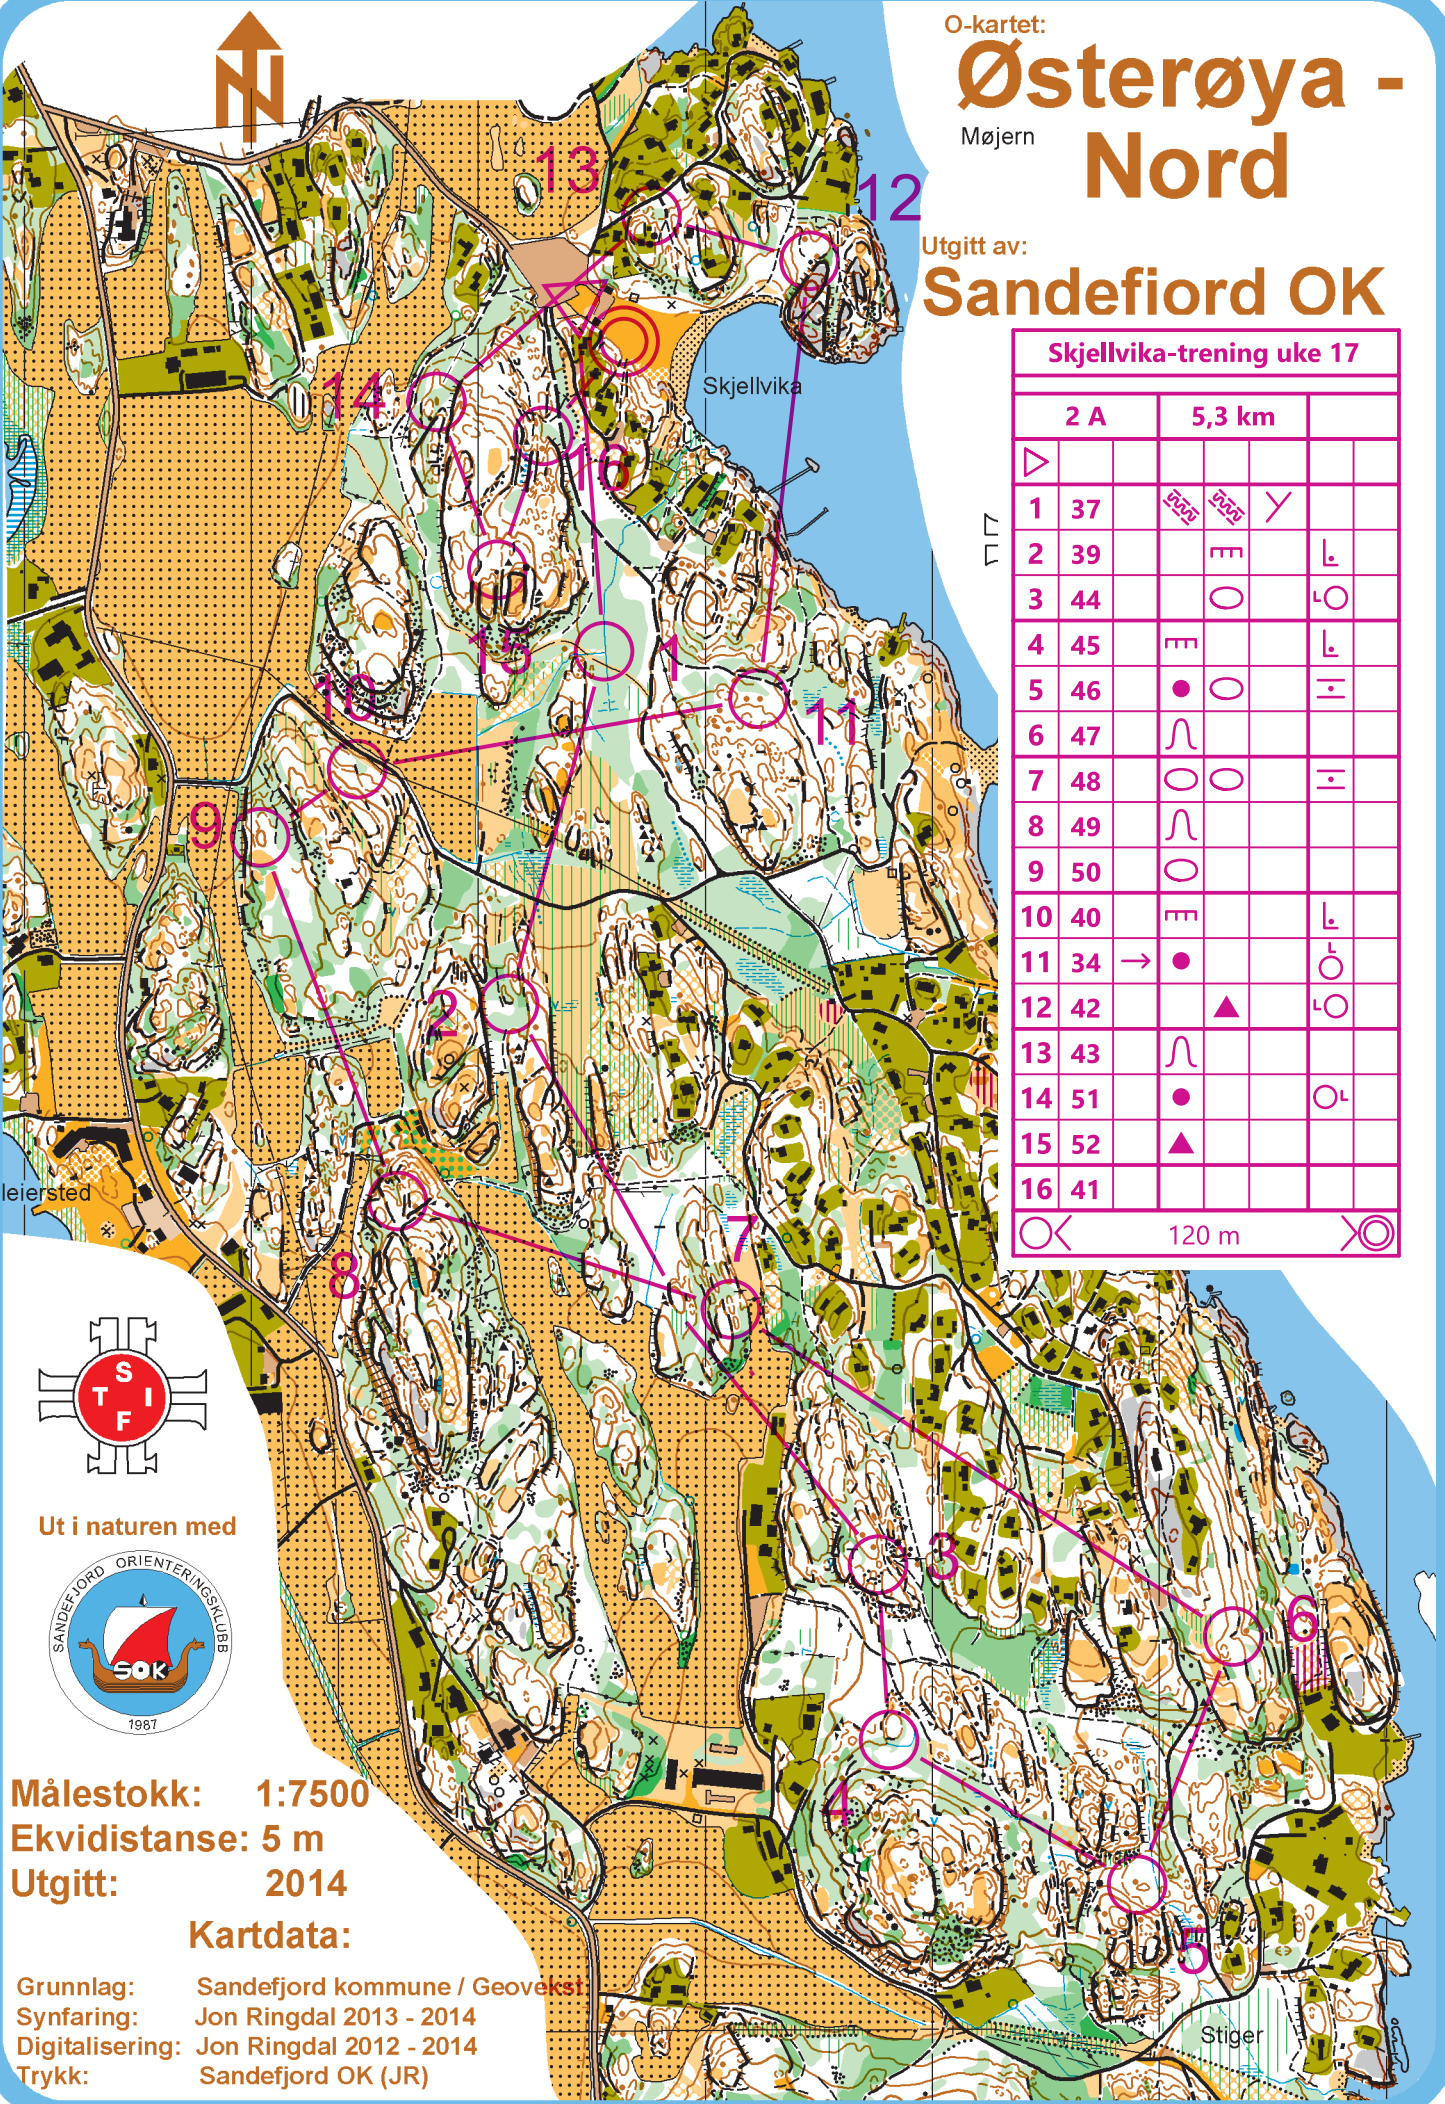 O-kartet:
Østerøya -
Møjern
Nord
Utgitt av:
Sandefiord OK
Skjellvika-trening uke 17
2 A 5,3 km
1 37
2 39
3 44
4 45
5 46
6 47
7 48
8 49
9 50
10 40
11 34
12 42
13 43
14 51
15 52
16 41
120 m
13
12
Skjellvika
14
16
15
1
10
11
9
2
leiersted
7
8
3
6
4
5
Stiger
S
T I
F
Ut i naturen med
SANDEFJORD ORIENTERINGSKLUBB
SOK
1987
Målestokk: 1:7500
Ekvidistanse: 5 m
Utgitt: 2014
Kartdata:
Grunnlag: Sandefjord kommune / Geovekst
Synfaring: Jon Ringdal 2013 - 2014
Digitalisering: Jon Ringdal 2012 - 2014
Trykk: Sandefjord OK (JR)